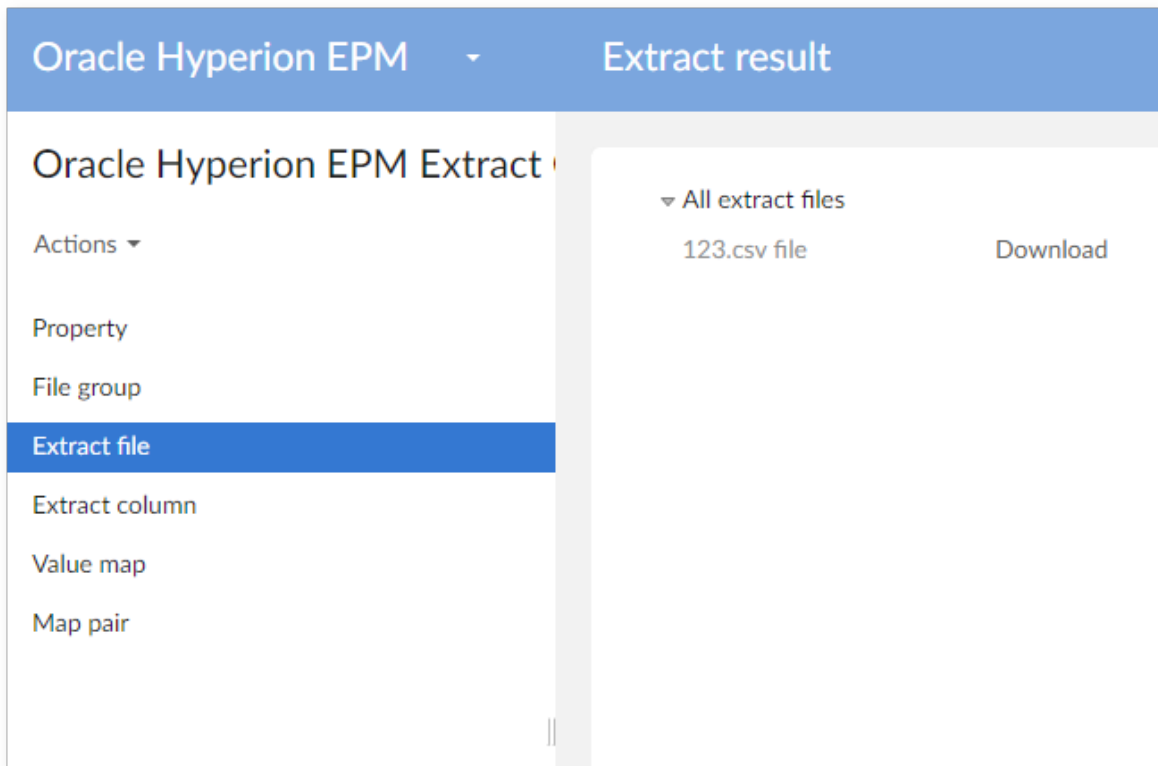 Oracle Hyperion EPM
Extract result
Oracle Hyperion EPM Extract
Actions
Property
File group
Extract file
Extract column
Value map
Map pair
All extract files
123.csv file Download